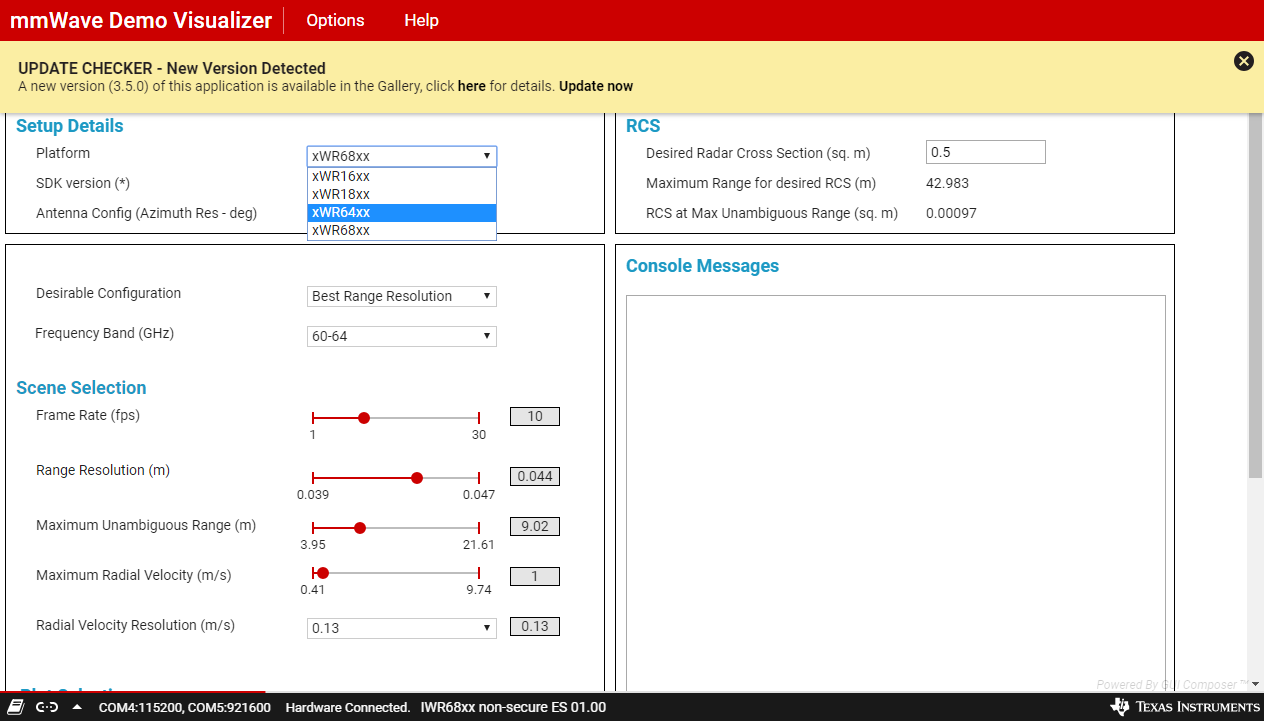 mmWave Demo Visualizer Options Help
UPDATE CHECKER - New Version Detected
A new version (3.5.0) of this application is available in the Gallery, click here for details. Update now
Setup Details
Platform xWR68xx
xWR16xx
SDK version (*)
xWR18xx
Antenna Config (Azimuth Res - deg) xWR64xx
xWR68xx
RCS
Desired Radar Cross Section (sq. m) 0.5
Maximum Range for desired RCS (m) 42.983
RCS at Max Unambiguous Range (sq. m) 0.00097
Desirable Configuration Best Range Resolution
Frequency Band (GHz) 60-64
Scene Selection
Frame Rate (fps) 10
1 30
Range Resolution (m) 0.044
0.039 0.047
Maximum Unambiguous Range (m) 9.02
3.95 21.61
Maximum Radial Velocity (m/s) 1
0.41 9.74
Radial Velocity Resolution (m/s) 0.13 0.13
Console Messages
Powered By GUI Composer™
COM4:115200, COM5:921600 Hardware Connected. IWR68xx non-secure ES 01.00
TEXAS INSTRUMENTS